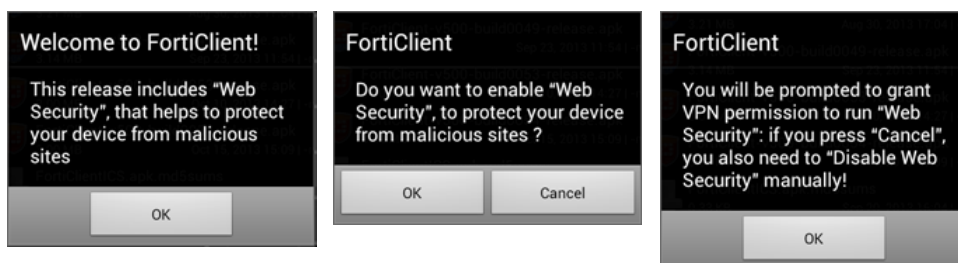 Welcome to FortiClient!
This release includes “Web
Security”, that helps to protect
your device from malicious
sites
OK
FortiClient
Do you want to enable “Web
Security”, to protect your device
from malicious sites ?
OK
Cancel
FortiClient
You will be prompted to grant
VPN permission to run “Web
Security”: if you press “Cancel”,
you also need to “Disable Web
Security” manually!
OK